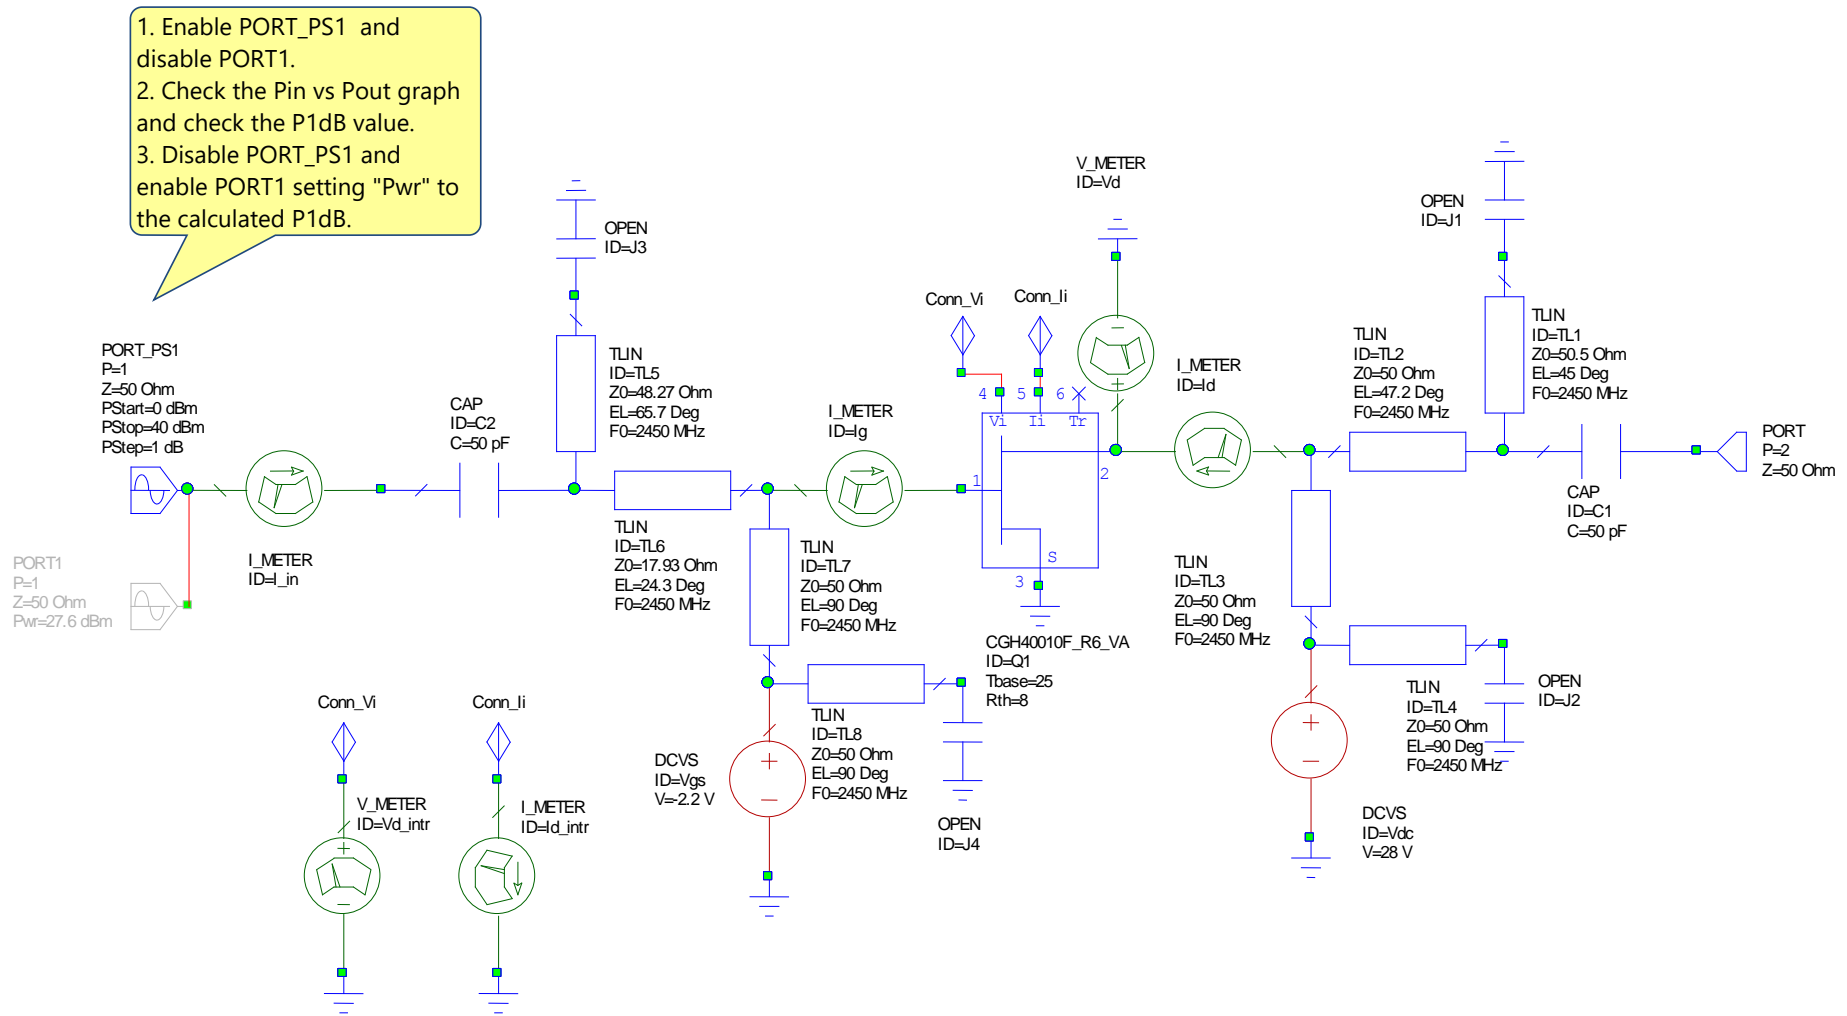 1. Enable PORT_PS1 and
disable PORT1.
2. Check the Pin vs Pout graph
and check the P1dB value.
3. Disable PORT_PS1 and
enable PORT1 setting "Pwr" to
the calculated P1dB.
PORT_PS1
P=1
Z=50 Ohm
PStart=0 dBm
PStop=40 dBm
PStep=1 dB
PORT1
P=1
Z=50 Ohm
Pwr=27.6 dBm
I_METER
ID=I_in
CAP
ID=C2
C=50 pF
OPEN
ID=J3
TLIN
ID=TL5
Z0=48.27 Ohm
EL=65.7 Deg
F0=2450 MHz
TLIN
ID=TL6
Z0=17.93 Ohm
EL=24.3 Deg
F0=2450 MHz
I_METER
ID=Ig
TLIN
ID=TL7
Z0=50 Ohm
EL=90 Deg
F0=2450 MHz
TLIN
ID=TL8
Z0=50 Ohm
EL=90 Deg
F0=2450 MHz
DCVS
ID=Vgs
V=-2.2 V
OPEN
ID=J4
Conn_Vi
Conn_Ii
4 5 6
Vi Ii Tr
1
2
S
3
CGH40010F_R6_VA
ID=Q1
Tbase=25
Rth=8
V_METER
ID=Vd
I_METER
ID=Id
TLIN
ID=TL2
Z0=50 Ohm
EL=47.2 Deg
F0=2450 MHz
OPEN
ID=J1
TLIN
ID=TL1
Z0=50.5 Ohm
EL=45 Deg
F0=2450 MHz
CAP
ID=C1
C=50 pF
PORT
P=2
Z=50 Ohm
TLIN
ID=TL3
Z0=50 Ohm
EL=90 Deg
F0=2450 MHz
TLIN
ID=TL4
Z0=50 Ohm
EL=90 Deg
F0=2450 MHz
OPEN
ID=J2
DCVS
ID=Vdc
V=28 V
Conn_Vi
V_METER
ID=Vd_intr
Conn_Ii
I_METER
ID=Id_intr